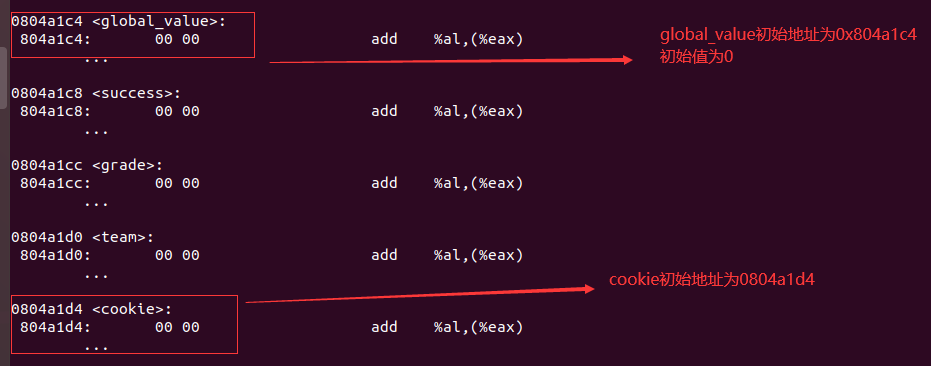 0804a1c4 <global_value>:
804a1c4: 00 00 add %al,(%eax)
...
global_value初始地址为0x804a1c4
初始值为0
0804a1c8 <success>:
804a1c8: 00 00 add %al,(%eax)
...
0804a1cc <grade>:
804a1cc: 00 00 add %al,(%eax)
...
0804a1d0 <team>:
804a1d0: 00 00 add %al,(%eax)
...
cookie初始地址为0804a1d4
0804a1d4 <cookie>:
804a1d4: 00 00 add %al,(%eax)
...